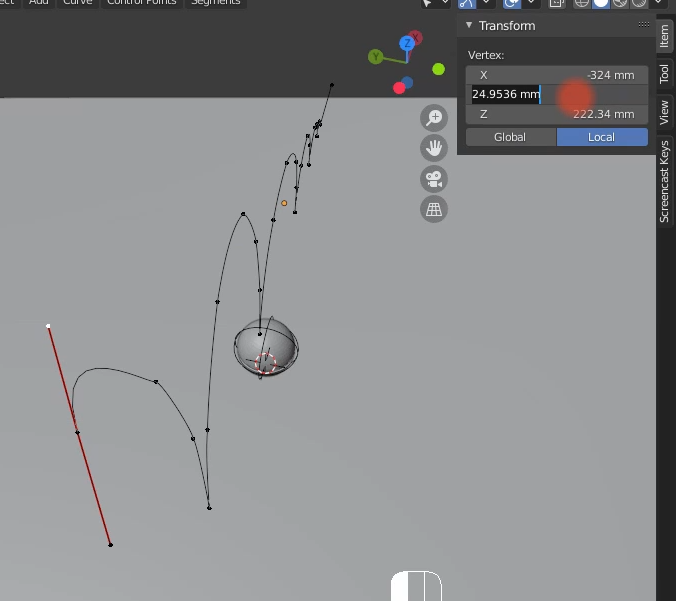 Add Curve Control Points Segments
Transform
Vertex:
X -324 mm
24.9536 mm
Z 222.34 mm
Global Local
Item
Tool
View
Screencast Keys
X
Y
Z